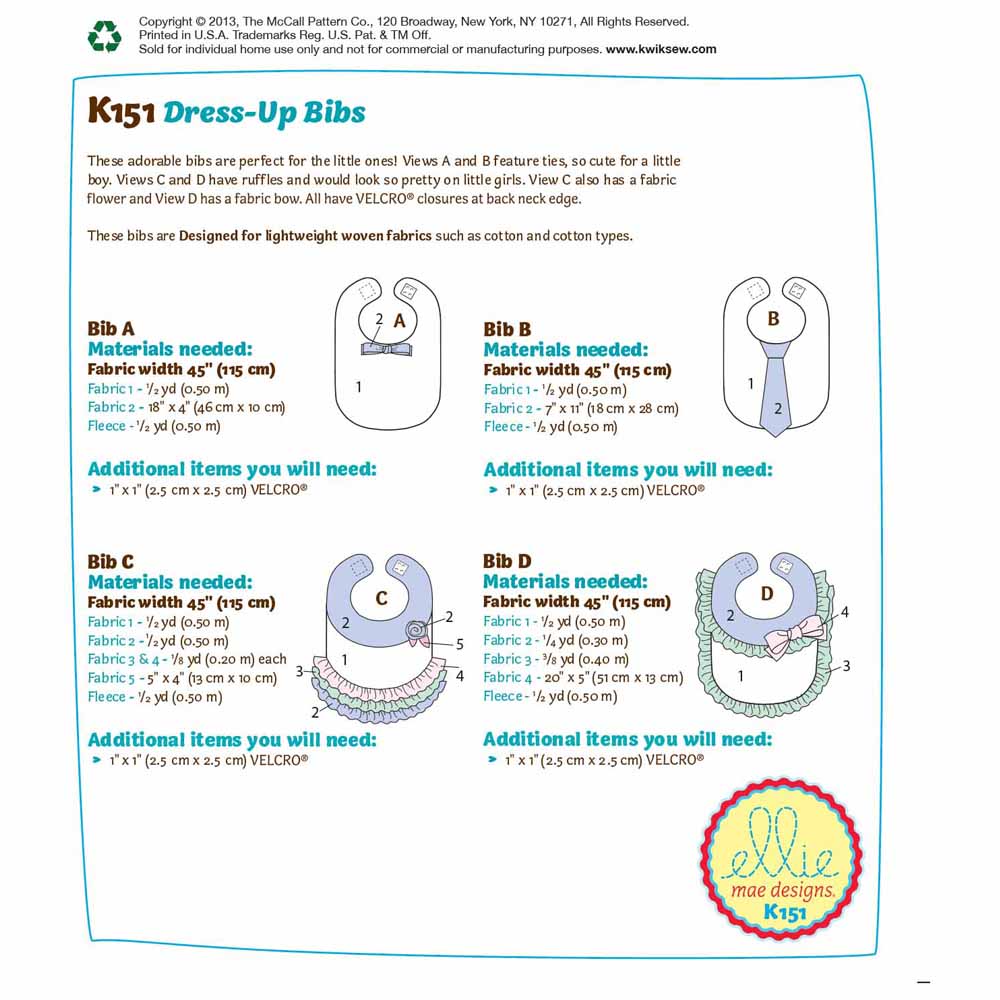 Copyright © 2013, The McCall Pattern Co., 120 Broadway, New York, NY 10271, All Rights Reserved.
Printed in U.S.A. Trademarks Reg. U.S. Pat. & TM Off.
Sold for individual home use only and not for commercial or manufacturing purposes. www.kwiksew.com
K151 Dress-Up Bibs
These adorable bibs are perfect for the little ones! Views A and B feature ties, so cute for a little
boy. Views C and D have ruffles and would look so pretty on little girls. View C also has a fabric
flower and View D has a fabric bow. All have VELCRO® closures at back neck edge.
These bibs are Designed for lightweight woven fabrics such as cotton and cotton types.
Bib A
Materials needed:
Fabric width 45" (115 cm)
Fabric 1 - 1/2 yd (0.50 m)
Fabric 2 - 18" x 4" (46 cm x 10 cm)
Fleece - 1/2 yd (0.50 m)
Additional items you will need:
➤ 1" x 1" (2.5 cm x 2.5 cm) VELCRO®
2 A
1
Bib B
Materials needed:
Fabric width 45" (115 cm)
Fabric 1 - 1/2 yd (0.50 m)
Fabric 2 - 7" x 11" (18 cm x 28 cm)
Fleece - 1/2 yd (0.50 m)
Additional items you will need:
➤ 1" x 1" (2.5 cm x 2.5 cm) VELCRO®
B
1
2
Bib C
Materials needed:
Fabric width 45" (115 cm)
Fabric 1 - 1/2 yd (0.50 m)
Fabric 2 - 1/2 yd (0.50 m)
Fabric 3 & 4 - 1/8 yd (0.20 m) each
Fabric 5 - 5" x 4" (13 cm x 10 cm)
Fleece - 1/2 yd (0.50 m)
Additional items you will need:
➤ 1" x 1" (2.5 cm x 2.5 cm) VELCRO®
C
2
2
5
1
3
4
2
Bib D
Materials needed:
Fabric width 45" (115 cm)
Fabric 1 - 1/2 yd (0.50 m)
Fabric 2 - 1/4 yd (0.30 m)
Fabric 3 - 3/8 yd (0.40 m)
Fabric 4 - 20" x 5" (51 cm x 13 cm)
Fleece - 1/2 yd (0.50 m)
Additional items you will need:
➤ 1" x 1" (2.5 cm x 2.5 cm) VELCRO®
D
2
4
1
3
ellie
mae designs.
K151